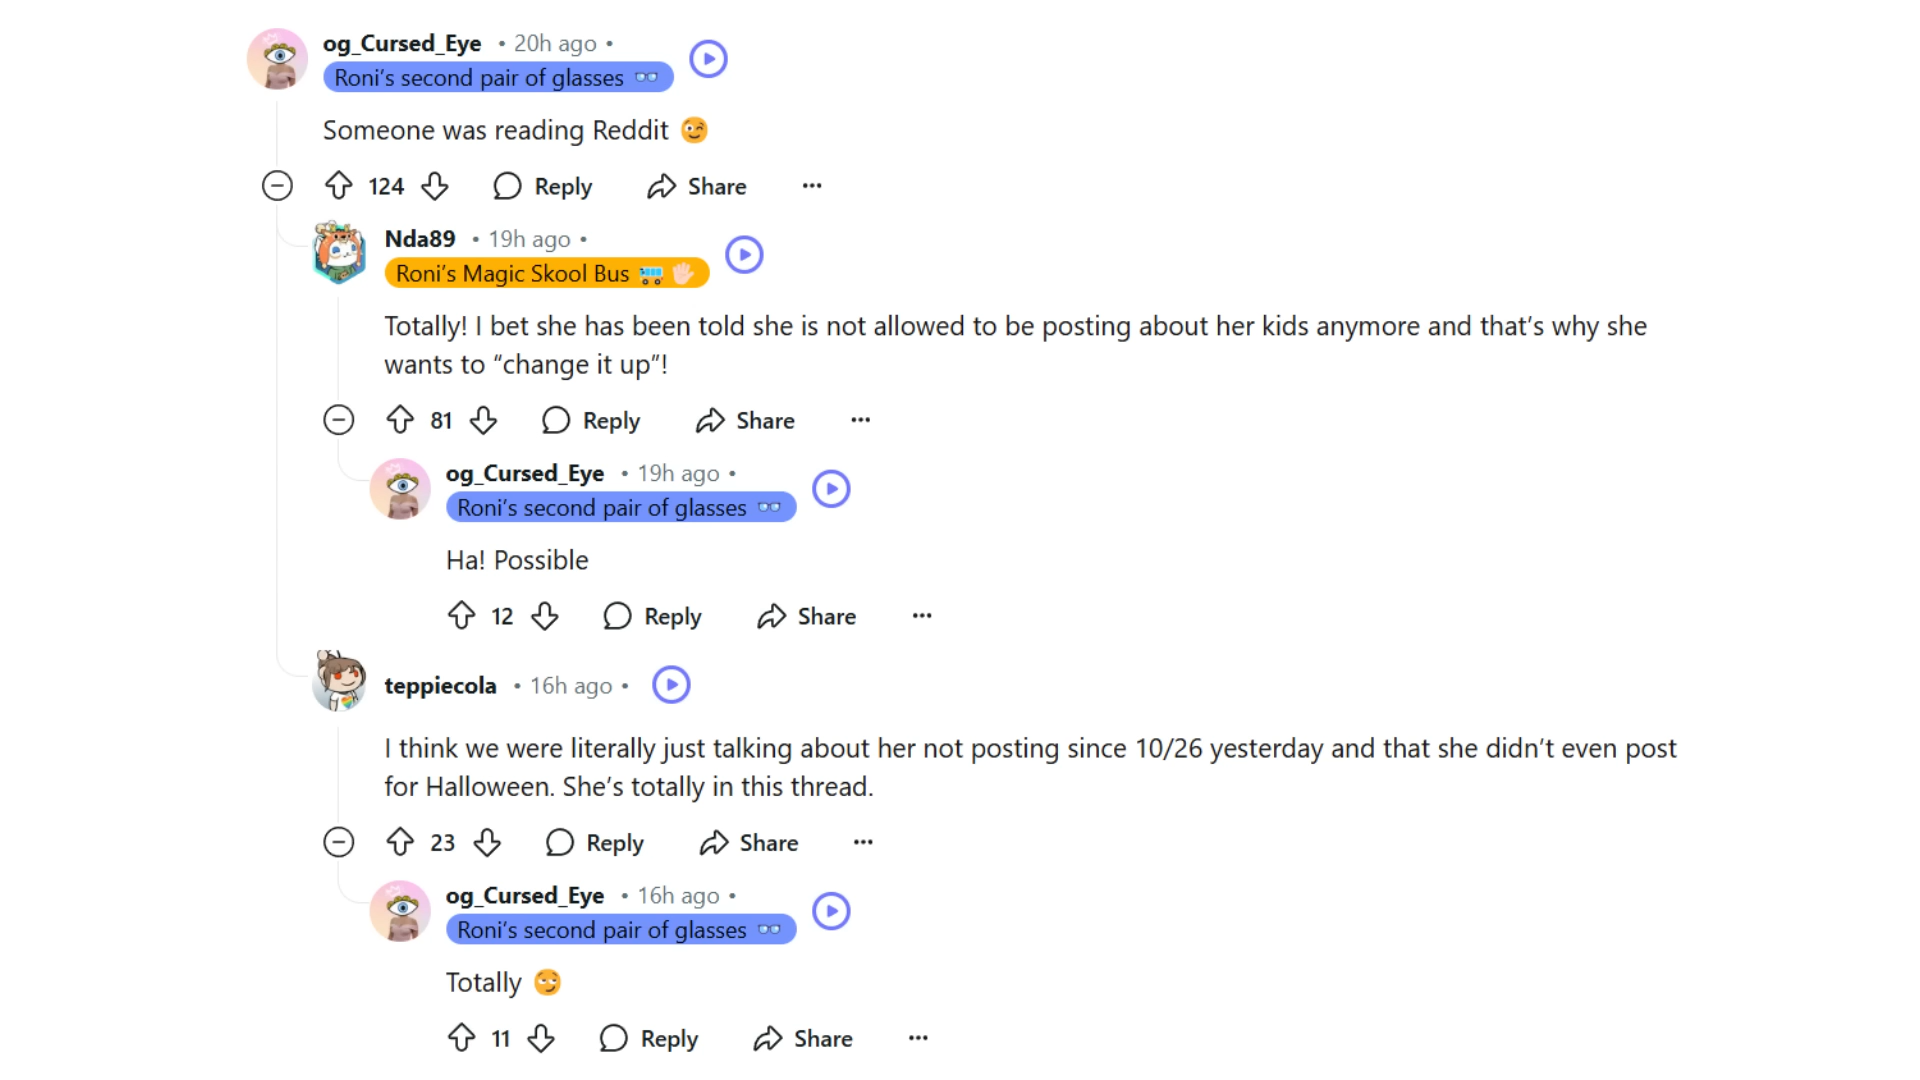 og_Cursed_Eye • 20h ago •
Roni’s second pair of glasses 👓
Someone was reading Reddit 😉
124 Reply Share ...
Nda89 • 19h ago •
Roni’s Magic Skool Bus 🚌 🖐🏻
Totally! I bet she has been told she is not allowed to be posting about her kids anymore and that’s why she
wants to “change it up”!
81 Reply Share ...
og_Cursed_Eye • 19h ago •
Roni’s second pair of glasses 👓
Ha! Possible
12 Reply Share ...
teppiecola • 16h ago •
I think we were literally just talking about her not posting since 10/26 yesterday and that she didn’t even post
for Halloween. She’s totally in this thread.
23 Reply Share ...
og_Cursed_Eye • 16h ago •
Roni’s second pair of glasses 👓
Totally 😏
11 Reply Share ...